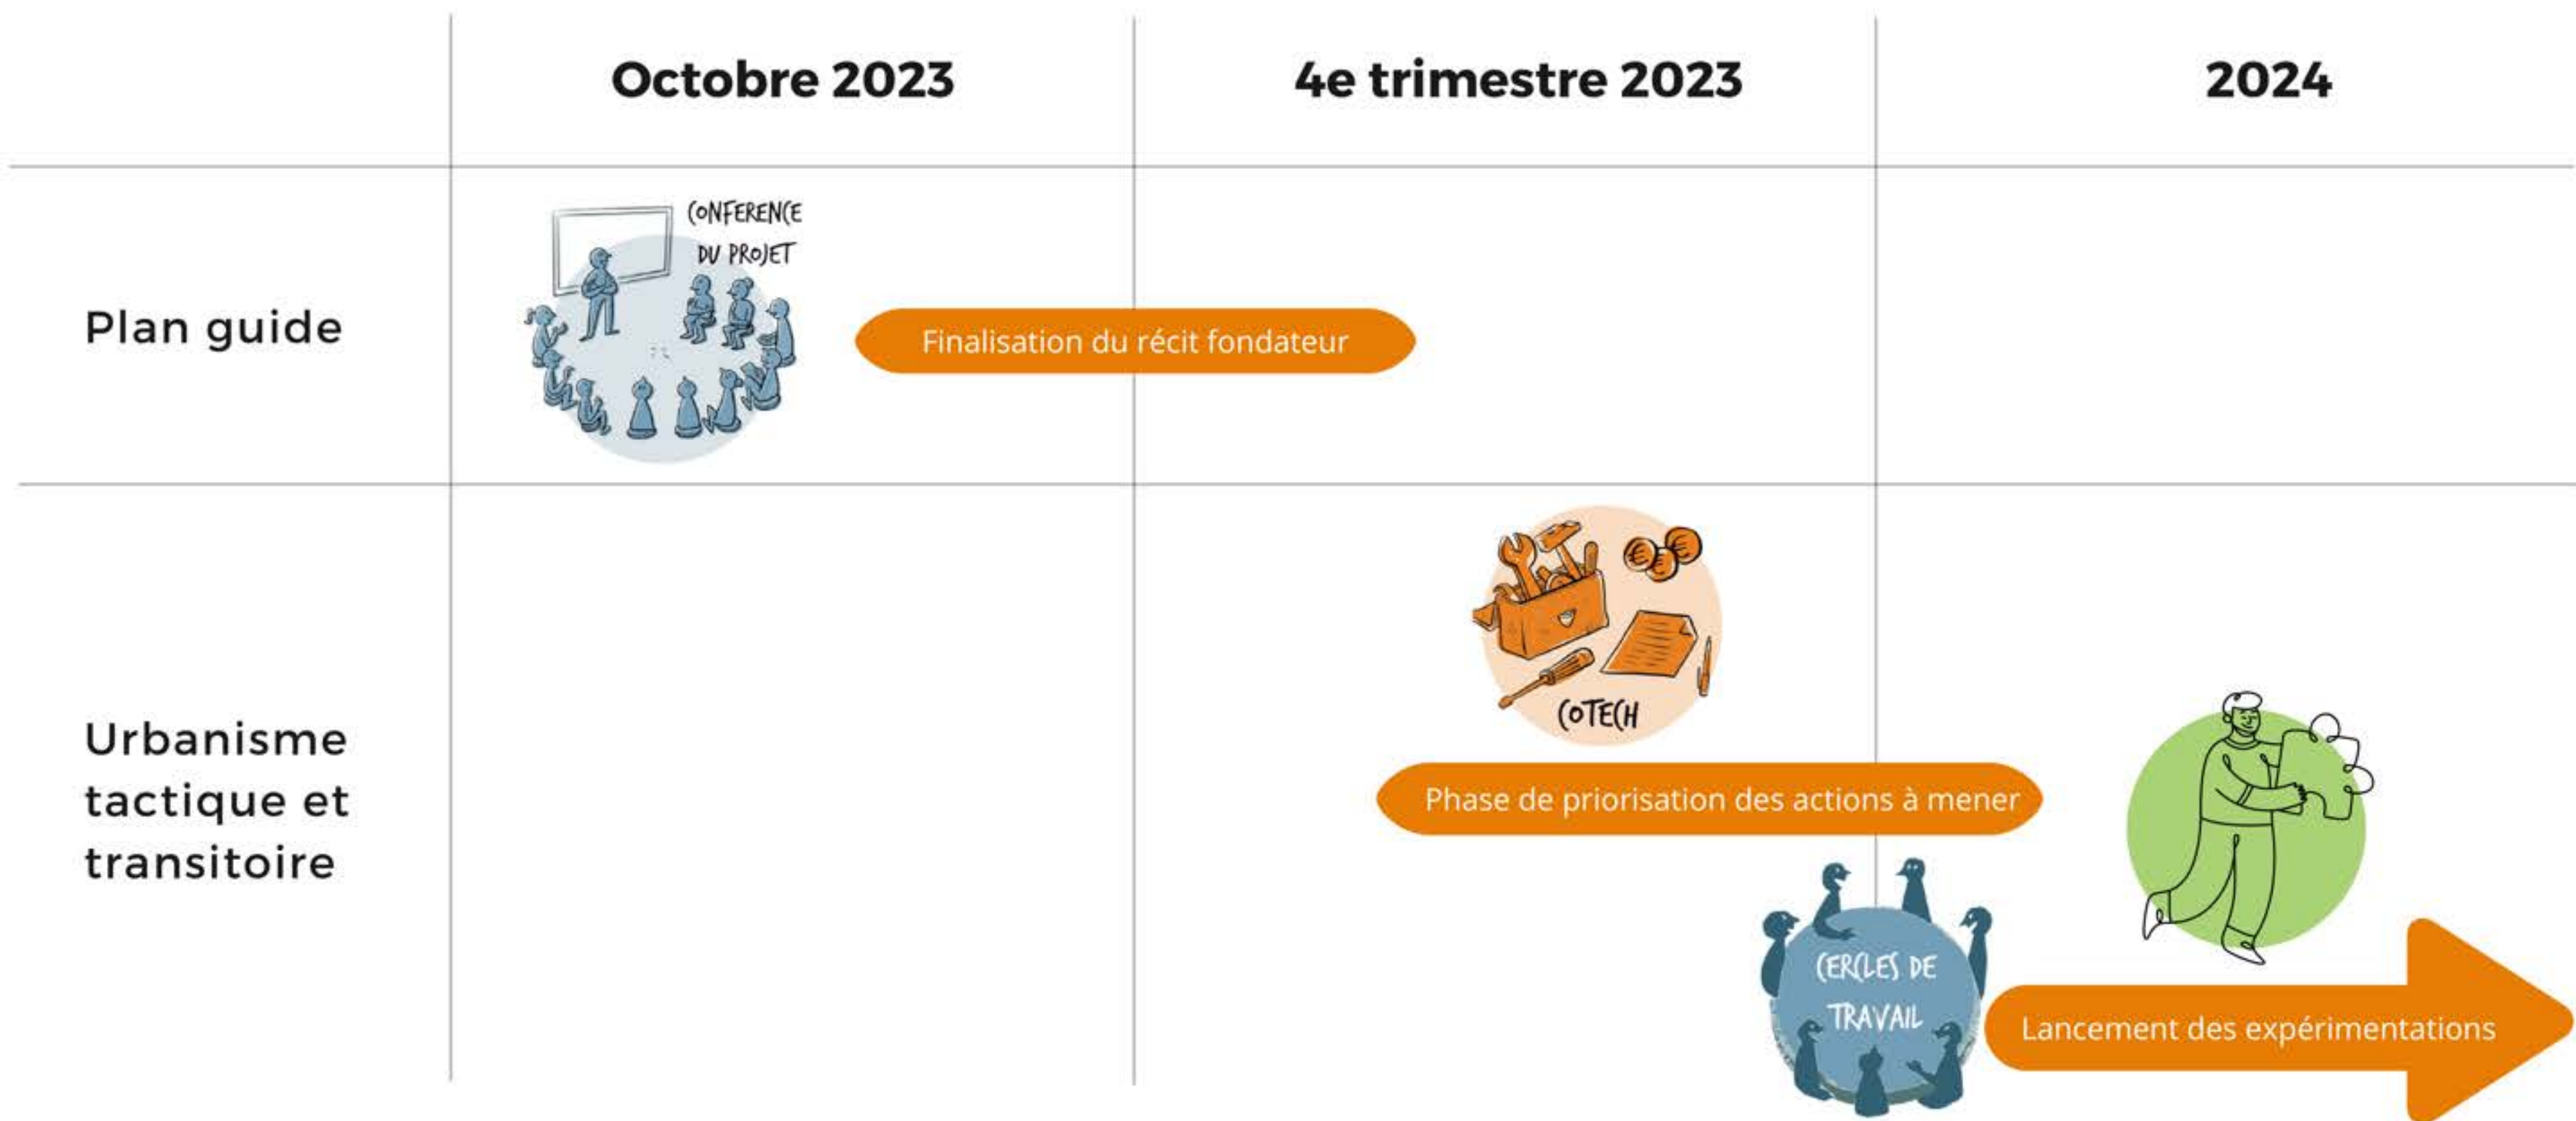 Octobre 2023
4e trimestre 2023
2024
Plan guide
CONFERENCE
DU PROJET
Finalisation du récit fondateur
Urbanisme
tactique et
transitoire
COTECH
Phase de priorisation des actions à mener
CERCLES DE
TRAVAIL
Lancement des expérimentations